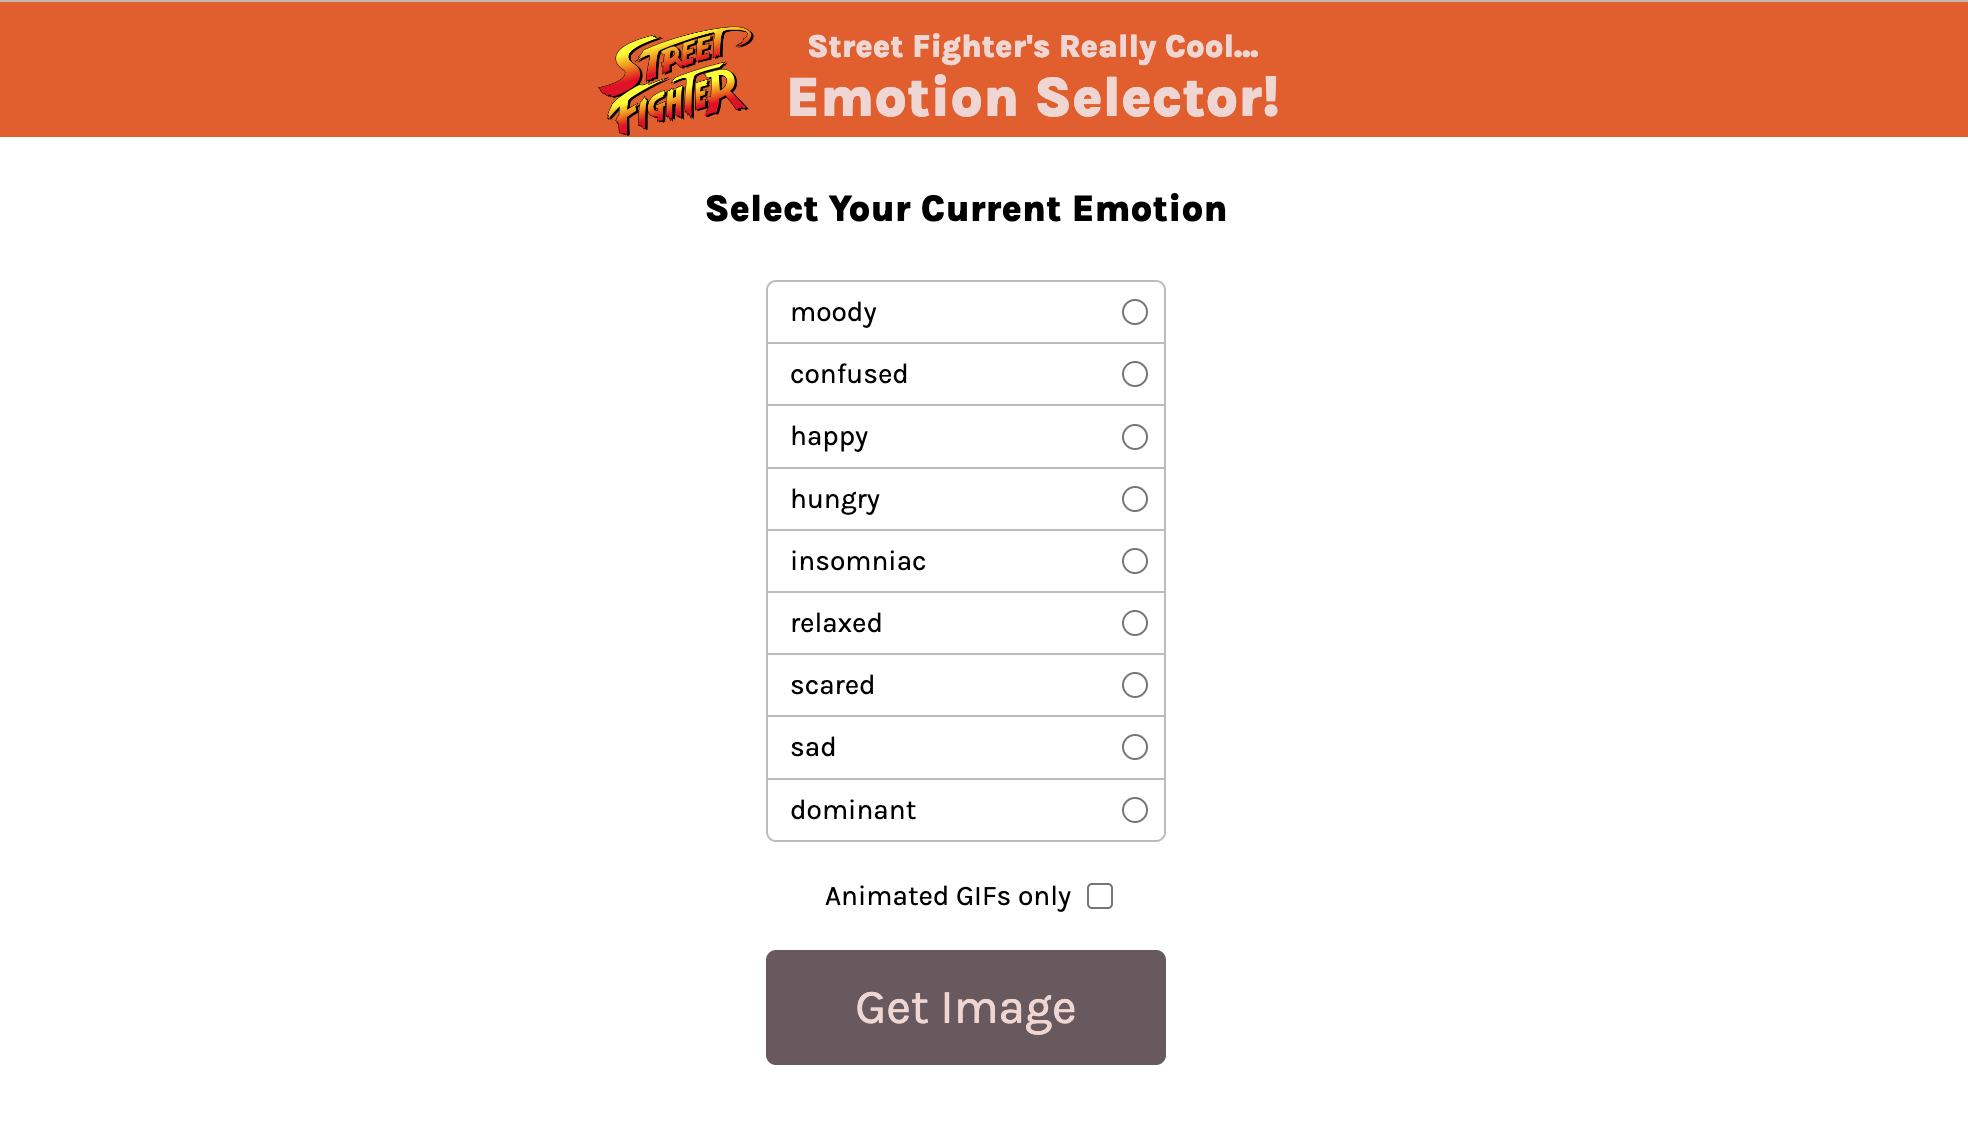 STREET
FIGHTER
Street Fighter's Really Cool...
Emotion Selector!
Select Your Current Emotion
moody
confused
happy
hungry
insomniac
relaxed
scared
sad
dominant
Animated GIFs only
Get Image